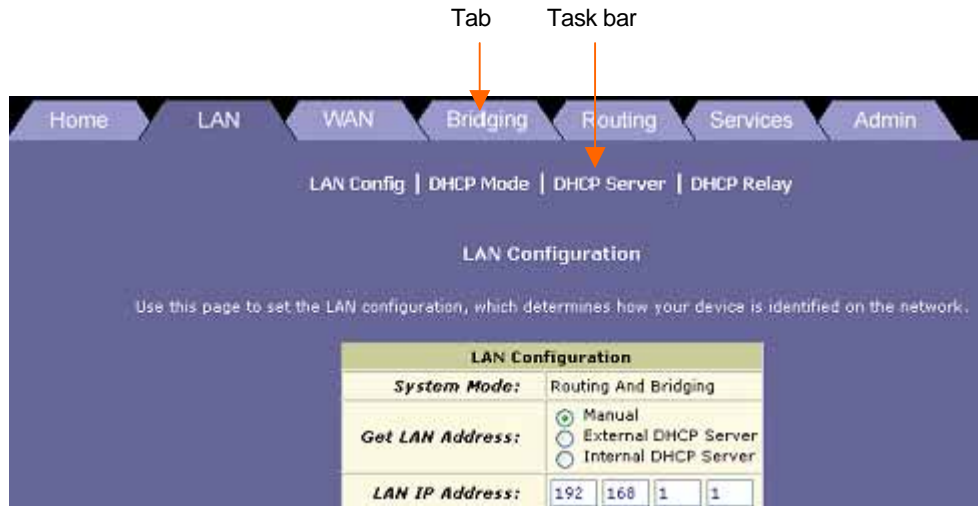 Tab Task bar
Home LAN WAN Bridging Routing Services Admin
LAN Config | DHCP Mode | DHCP Server | DHCP Relay
LAN Configuration
Use this page to set the LAN configuration, which determines how your device is identified on the network.
LAN Configuration
System Mode: Routing And Bridging
Get LAN Address: Manual
External DHCP Server
Internal DHCP Server
LAN IP Address: 192 168 1 1